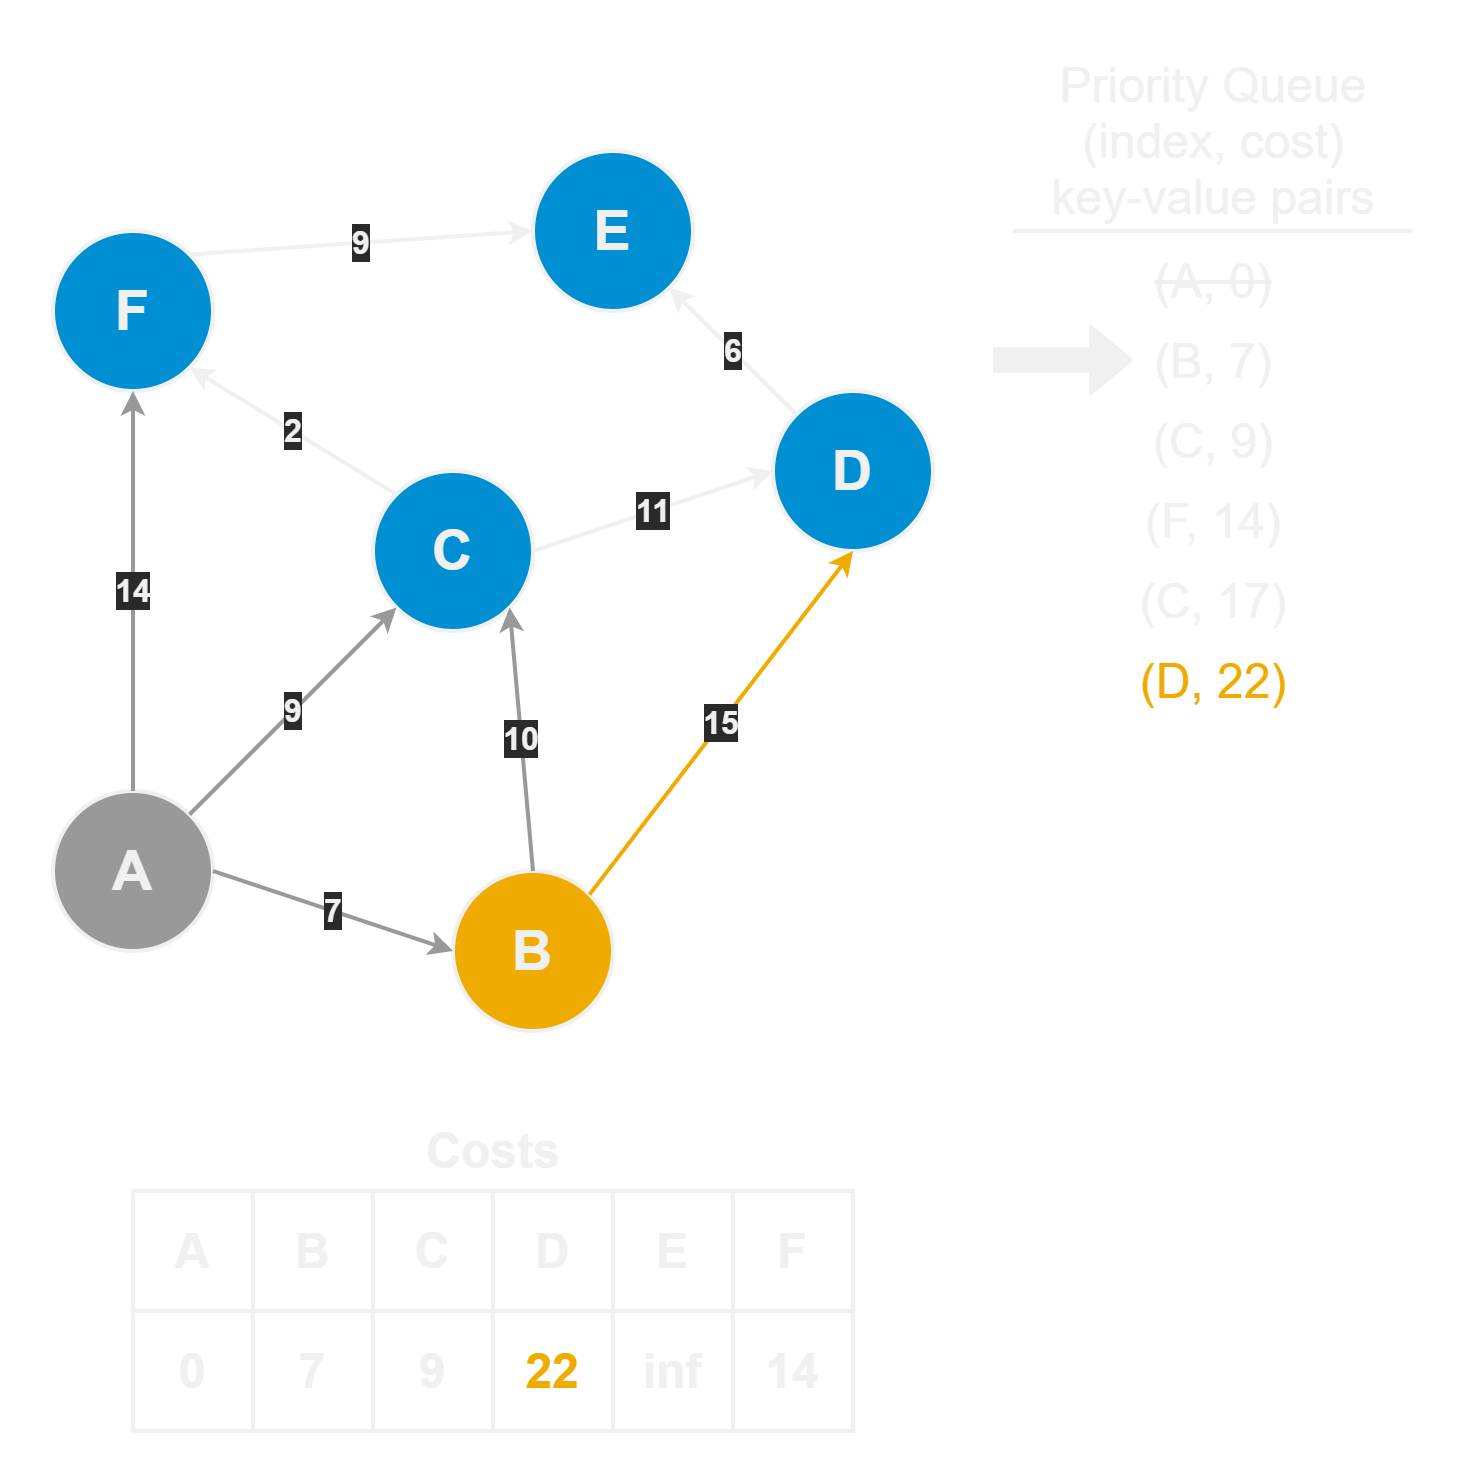 Priority Queue
(index, cost)
key-value pairs
(A, 0)
(B, 7)
(C, 9)
(F, 14)
(C, 17)
(D, 22)
E
9
F
6
2
D
11
C
14
9
15
10
A
7
B
Costs
A B C D E F
0 7 9 22 inf 14